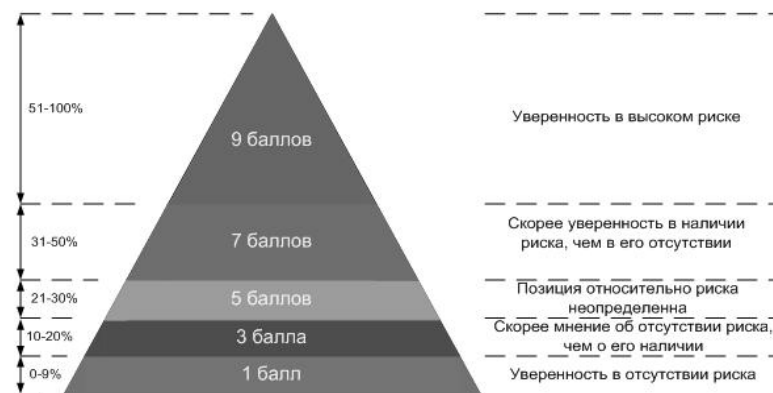 51-100%
9 баллов
Уверенность в высоком риске
31-50%
7 баллов
Скорее уверенность в наличии
риска, чем в его отсутствии
21-30%
5 баллов
Позиция относительно риска
неопределенна
10-20%
3 балла
Скорее мнение об отсутствии риска,
чем о его наличии
0-9%
1 балл
Уверенность в отсутствии риска